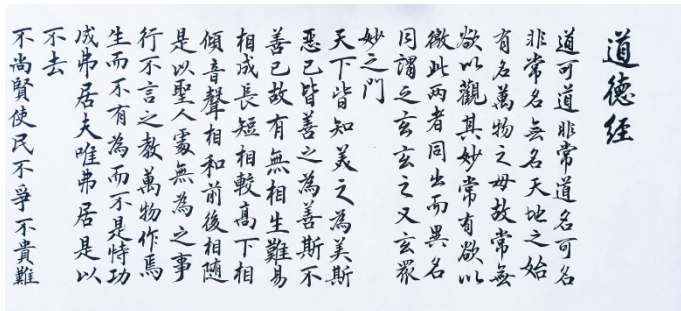 道德经
道可道非常道名可名
非常名無名天地之始
有名萬物之母故常無
欲以觀其妙常有欲以
徼此两者同出而異名
同謂之玄玄之又玄眾
妙之門
天下皆知美之為美斯
惡已皆善之為善斯不
善已故有無相生難易
相成長短相較高下相
傾音聲相和前後相隨
是以聖人處無為之事
行不言之教萬物作焉
生而不有為而不是恃功
成弗居夫唯弗居是以
不去
不尚賢使民不爭不貴難